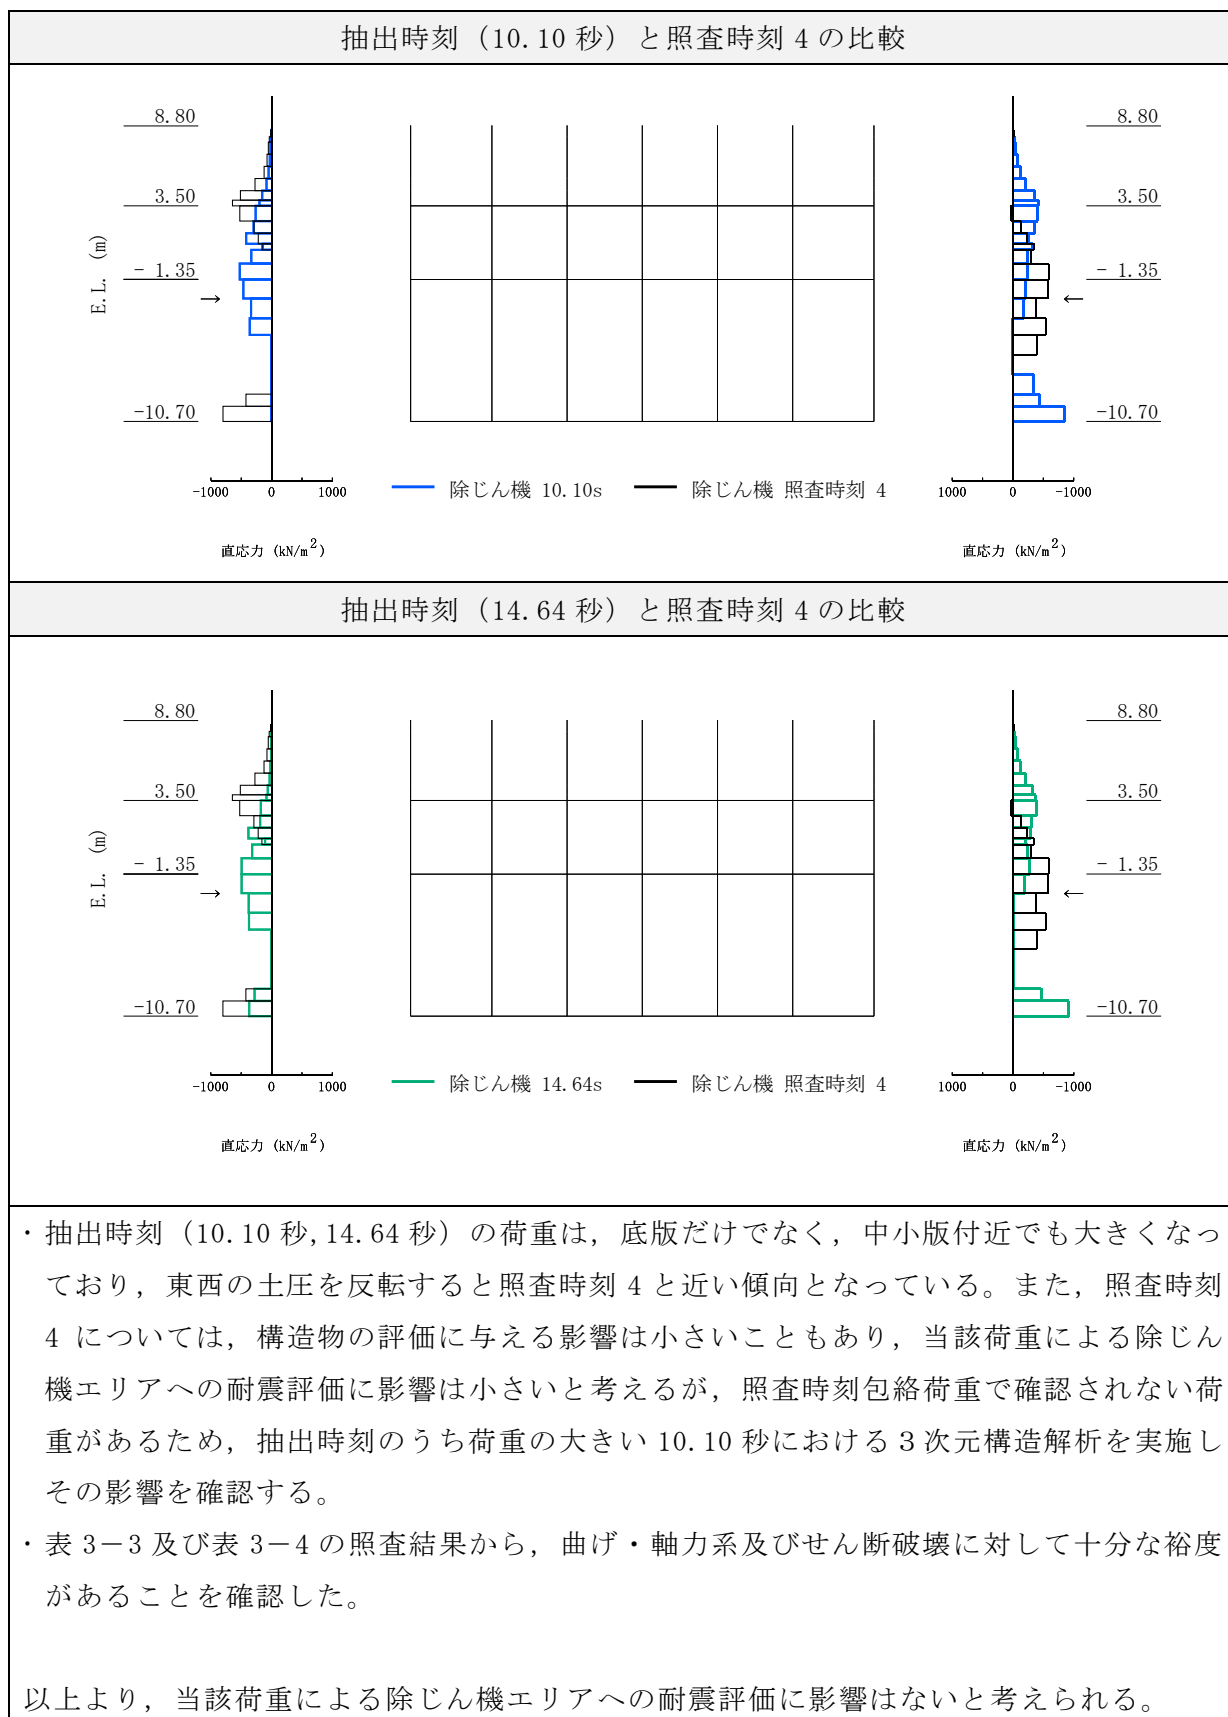 抽出時刻（10.10 秒）と照査時刻 4 の比較
8.80
3.50
- 1.35
-10.70
E.L. (m)
8.80
3.50
- 1.35
-10.70
-1000 0 1000
除じん機 10.10s
除じん機 照査時刻 4
1000 0 -1000
直応力 (kN/m2)
直応力 (kN/m2)
抽出時刻（14.64 秒）と照査時刻 4 の比較
8.80
3.50
- 1.35
-10.70
E.L. (m)
8.80
3.50
- 1.35
-10.70
-1000 0 1000
除じん機 14.64s
除じん機 照査時刻 4
1000 0 -1000
直応力 (kN/m2)
直応力 (kN/m2)
・抽出時刻（10.10 秒,14.64 秒）の荷重は，底版だけでなく，中小版付近でも大きくなっ
ており，東西の土圧を反転すると照査時刻 4 と近い傾向となっている。また，照査時刻
4 については，構造物の評価に与える影響は小さいこともあり，当該荷重による除じん
機エリアへの耐震評価に影響は小さいと考えるが，照査時刻包絡荷重で確認されない荷
重があるため，抽出時刻のうち荷重の大きい 10.10 秒における３次元構造解析を実施し
その影響を確認する。
・表 3－3 及び表 3－4 の照査結果から，曲げ・軸力系及びせん断破壊に対して十分な裕度
があることを確認した。
以上より，当該荷重による除じん機エリアへの耐震評価に影響はないと考えられる。